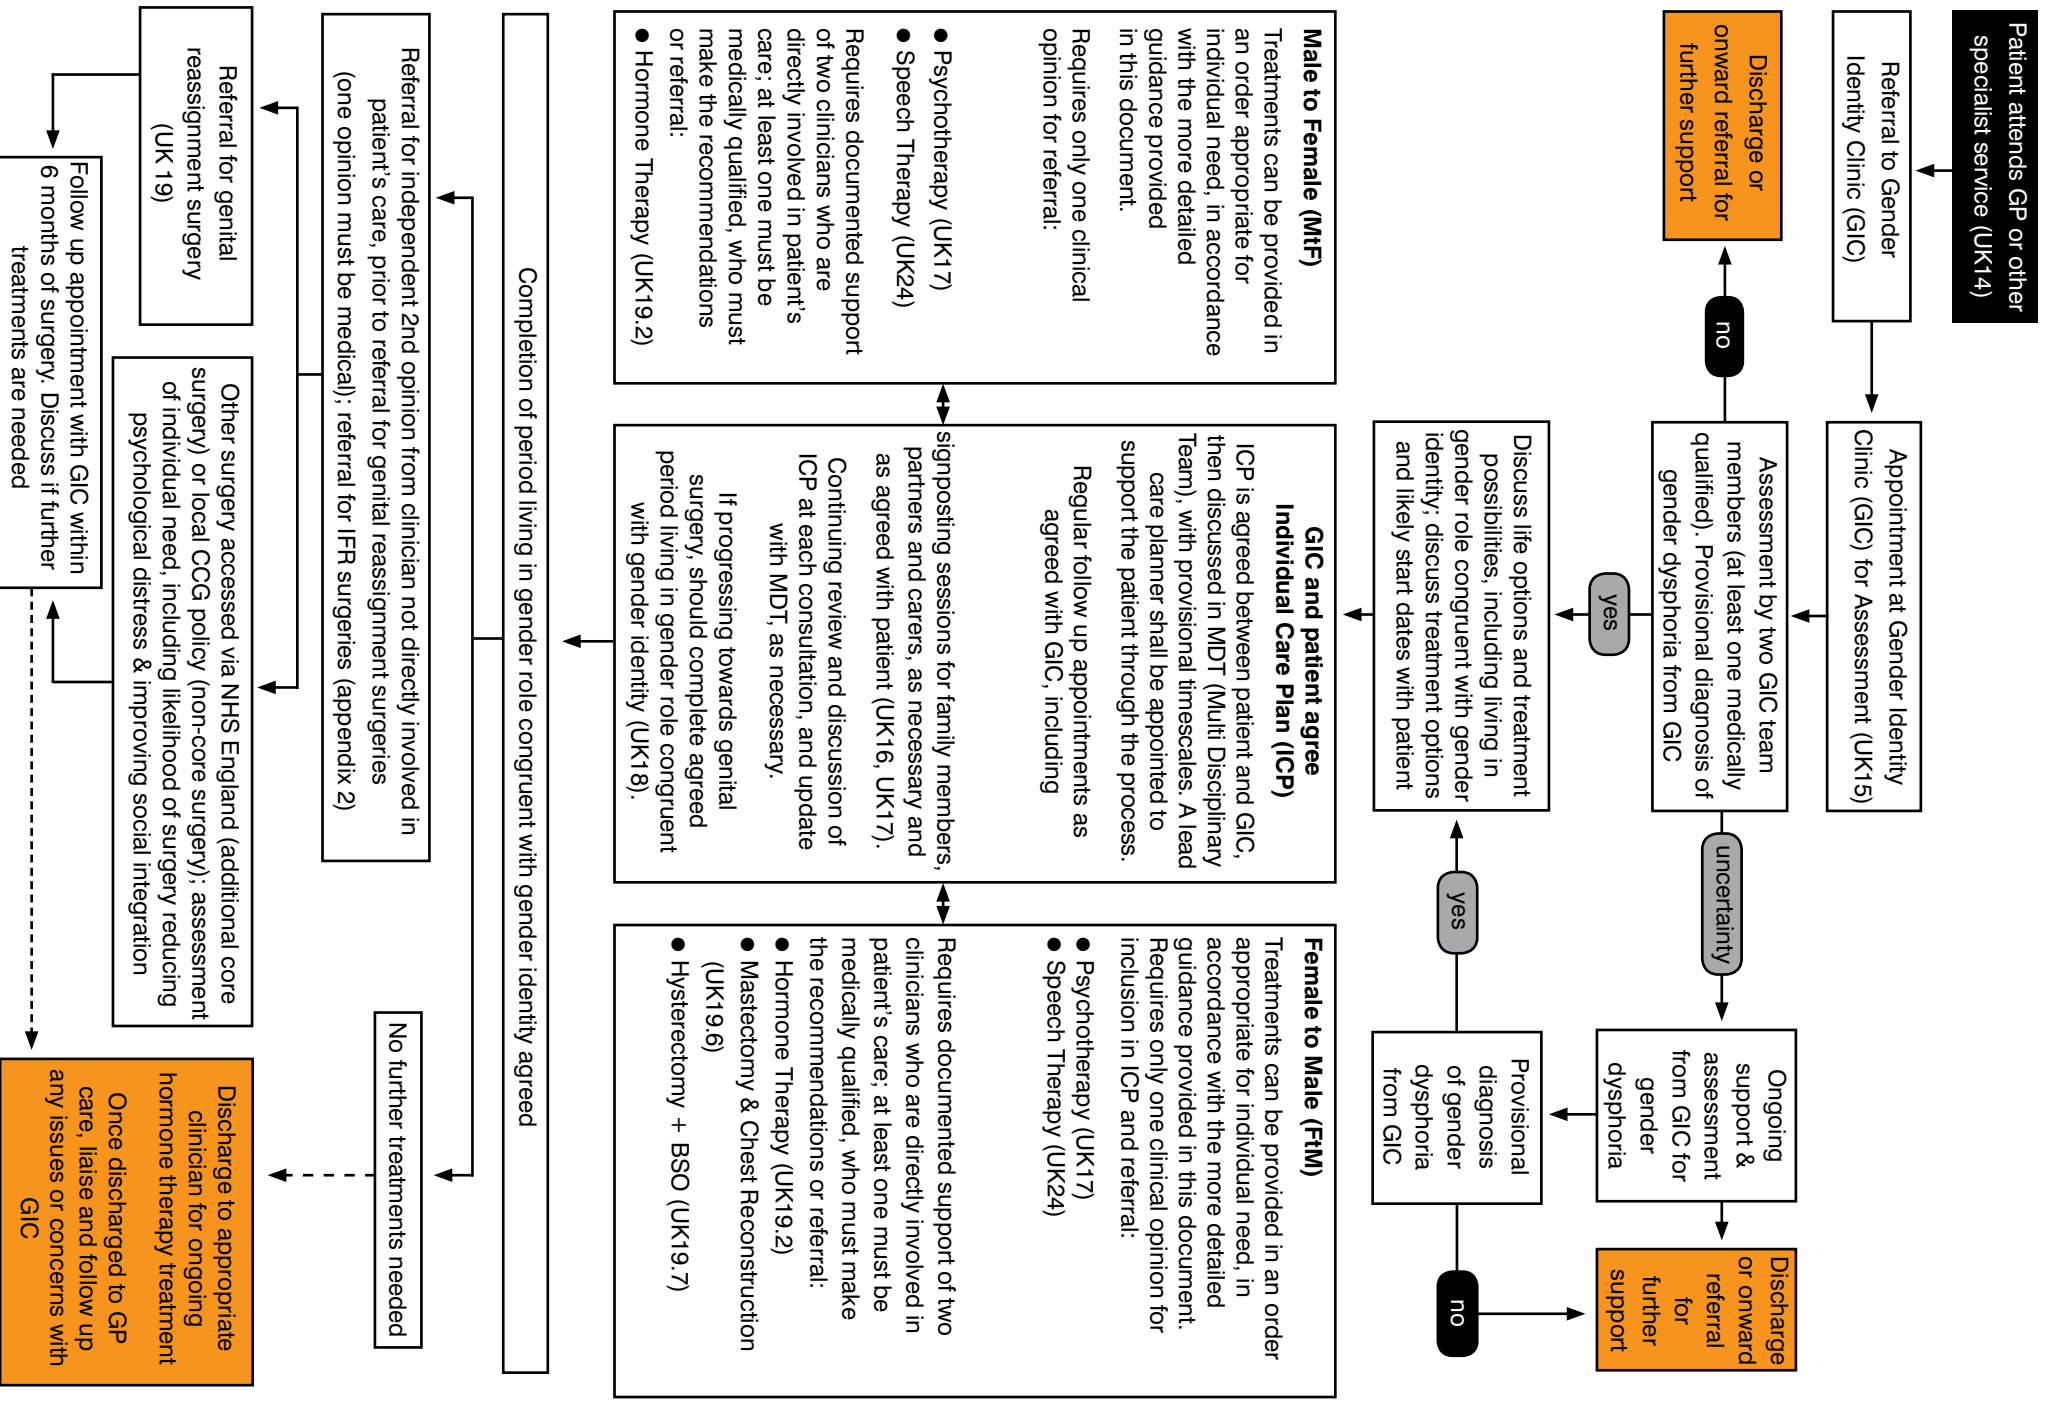 Patient attends GP or other
specialist service (UK14)
Referral to Gender
Identity Clinic (GIC)
Appointment at Gender Identity
Clinic (GIC) for Assessment (UK15)
Discharge or
onward referral for
further support
no
Assessment by two GIC team
members (at least one medically
qualified). Provisional diagnosis of
gender dysphoria from GIC
uncertainty
Ongoing
support &
assessment
from GIC for
gender
dysphoria
Discharge
or onward
referral
for
further
support
yes
Discuss life options and treatment
possibilities, including living in
gender role congruent with gender
identity; discuss treatment options
and likely start dates with patient
yes
Provisional
diagnosis
of gender
dysphoria
from GIC
no
Male to Female (MtF)
Treatments can be provided in
an order appropriate for
individual need, in accordance
with the more detailed
guidance provided
in this document.
Requires only one clinical
opinion for referral:
● Psychotherapy (UK17)
● Speech Therapy (UK24)
Requires documented support
of two clinicians who are
directly involved in patient's
care; at least one must be
medically qualified, who must
make the recommendations
or referral:
● Hormone Therapy (UK19.2)
GIC and patient agree
Individual Care Plan (ICP)
ICP is agreed between patient and GIC,
then discussed in MDT (Multi Disciplinary
Team), with provisional timescales. A lead
care planner shall be appointed to
support the patient through the process.
Regular follow up appointments as
agreed with GIC, including
signposting sessions for family members,
partners and carers, as necessary and
as agreed with patient (UK16, UK17).
Continuing review and discussion of
ICP at each consultation, and update
with MDT, as necessary.
If progressing towards genital
surgery, should complete agreed
period living in gender role congruent
with gender identity (UK18).
Female to Male (FtM)
Treatments can be provided in an order
appropriate for individual need, in
accordance with the more detailed
guidance provided in this document.
Requires only one clinical opinion for
inclusion in ICP and referral:
● Psychotherapy (UK17)
● Speech Therapy (UK24)
Requires documented support of two
clinicians who are directly involved in
patient's care; at least one must be
medically qualified, who must make
the recommendations or referral:
● Hormone Therapy (UK19.2)
● Mastectomy & Chest Reconstruction
(UK19.6)
● Hysterectomy + BSO (UK19.7)
Completion of period living in gender role congruent with gender identity agreed
Referral for independent 2nd opinion from clinician not directly involved in
patient's care, prior to referral for genital reassignment surgeries
(one opinion must be medical); referral for IFR surgeries (appendix 2)
No further treatments needed
Referral for genital
reassignment surgery
(UK 19)
Other surgery accessed via NHS England (additional core
surgery) or local CCG policy (non-core surgery); assessment
of individual need, including likelihood of surgery reducing
psychological distress & improving social integration
Follow up appointment with GIC within
6 months of surgery. Discuss if further
treatments are needed
Discharge to appropriate
clinician for ongoing
hormone therapy treatment
Once discharged to GP
care, liaise and follow up
any issues or concerns with
GIC